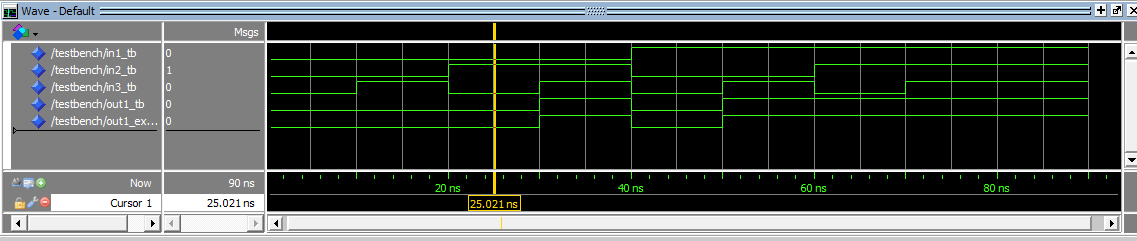 Wave - Default
Msgs
/testbench/in1_tb 0
/testbench/in2_tb 1
/testbench/in3_tb 0
/testbench/out1_tb 0
/testbench/out1_ex... 0
Now 90 ns 20 ns 40 ns 60 ns 80 ns
Cursor 1 25.021 ns 25.021 ns